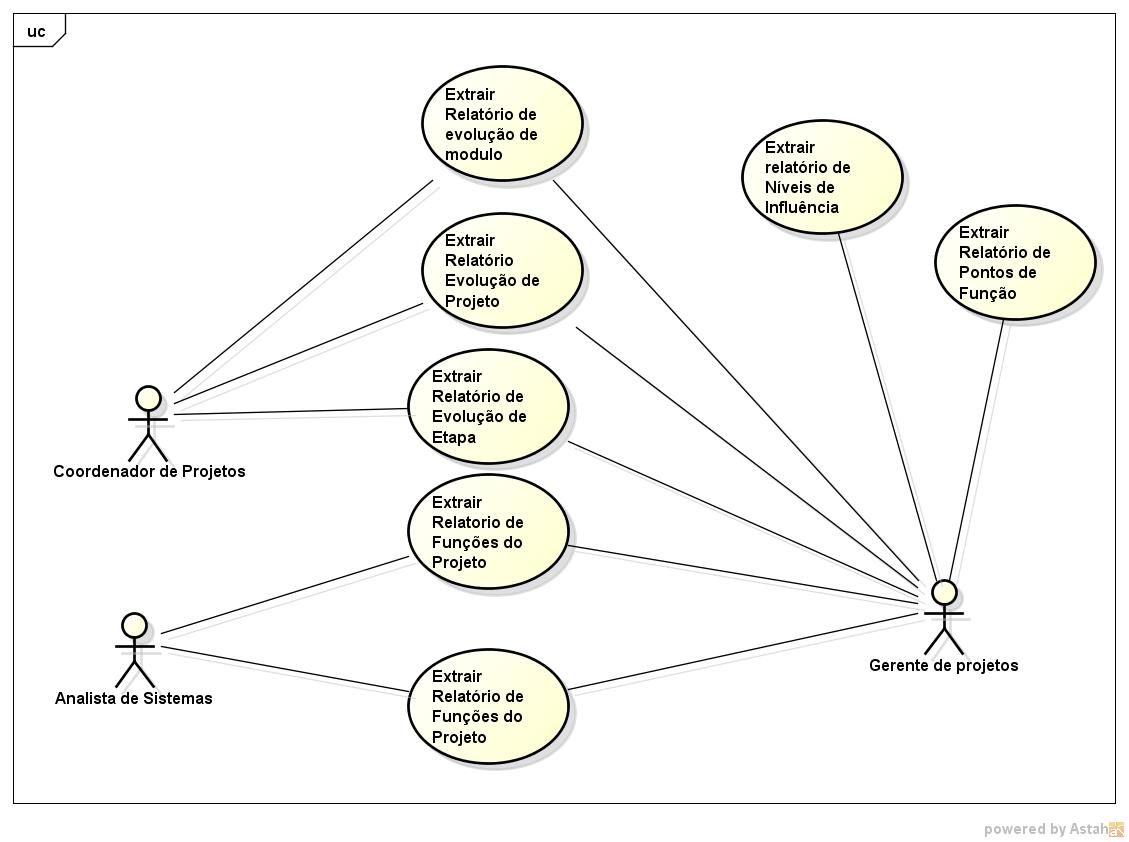 uc
Extrair
Relatório de
evolução de
modulo
Extrair
relatório de
Níveis de
Influência
Extrair
Relatório de
Pontos de
Função
Extrair
Relatório
Evolução de
Projeto
Extrair
Relatório de
Evolução de
Etapa
Coordenador de Projetos
Extrair
Relatorio de
Funções do
Projeto
Analista de Sistemas
Gerente de projetos
Extrair
Relatório de
Funções do
Projeto
powered by Astah